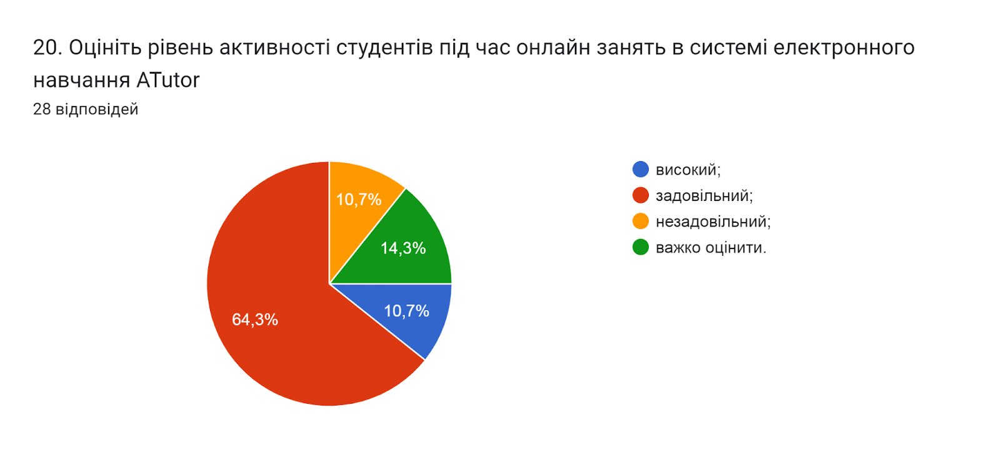 20. Оцініть рівень активності студентів під час онлайн занять в системі електронного
навчання ATutor
28 відповідей
високий;
задовільний;
незадовільний;
важко оцінити.
10,7%
14,3%
10,7%
64,3%